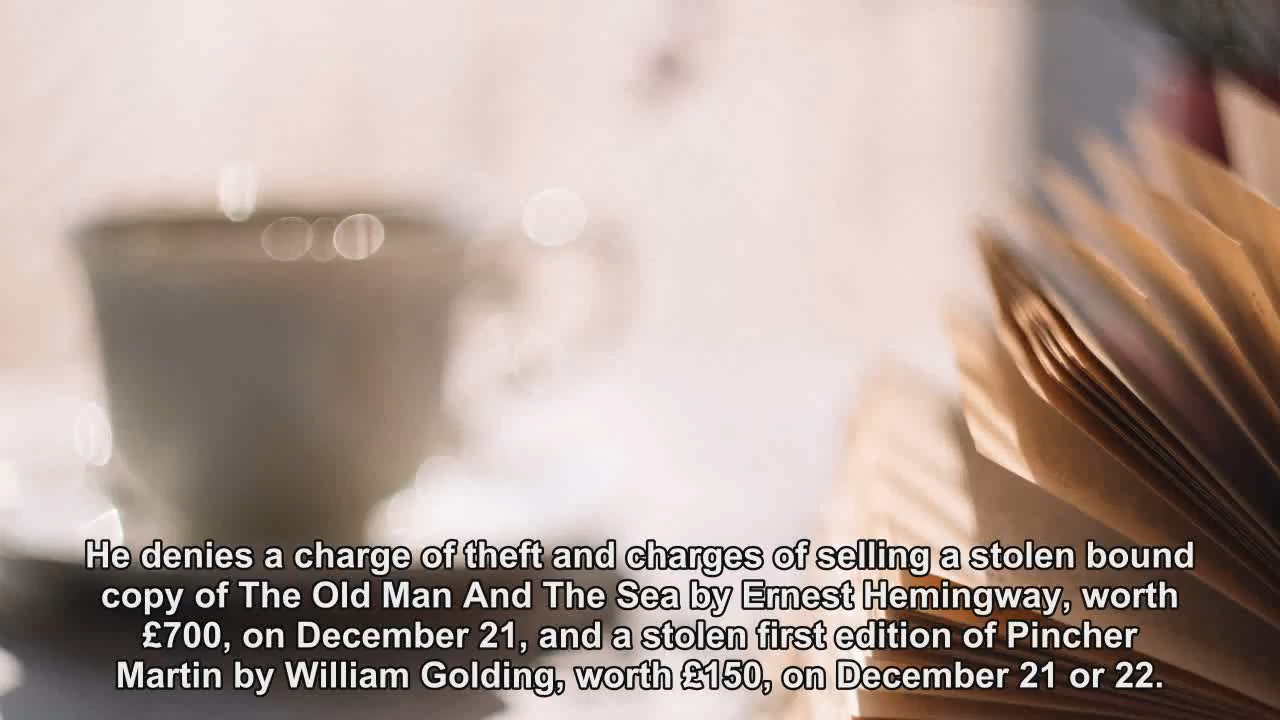 He denies a charge of theft and charges of selling a stolen bound
copy of The Old Man And The Sea by Ernest Hemingway, worth
£700, on December 21, and a stolen first edition of Pincher
Martin by William Golding, worth £150, on December 21 or 22.